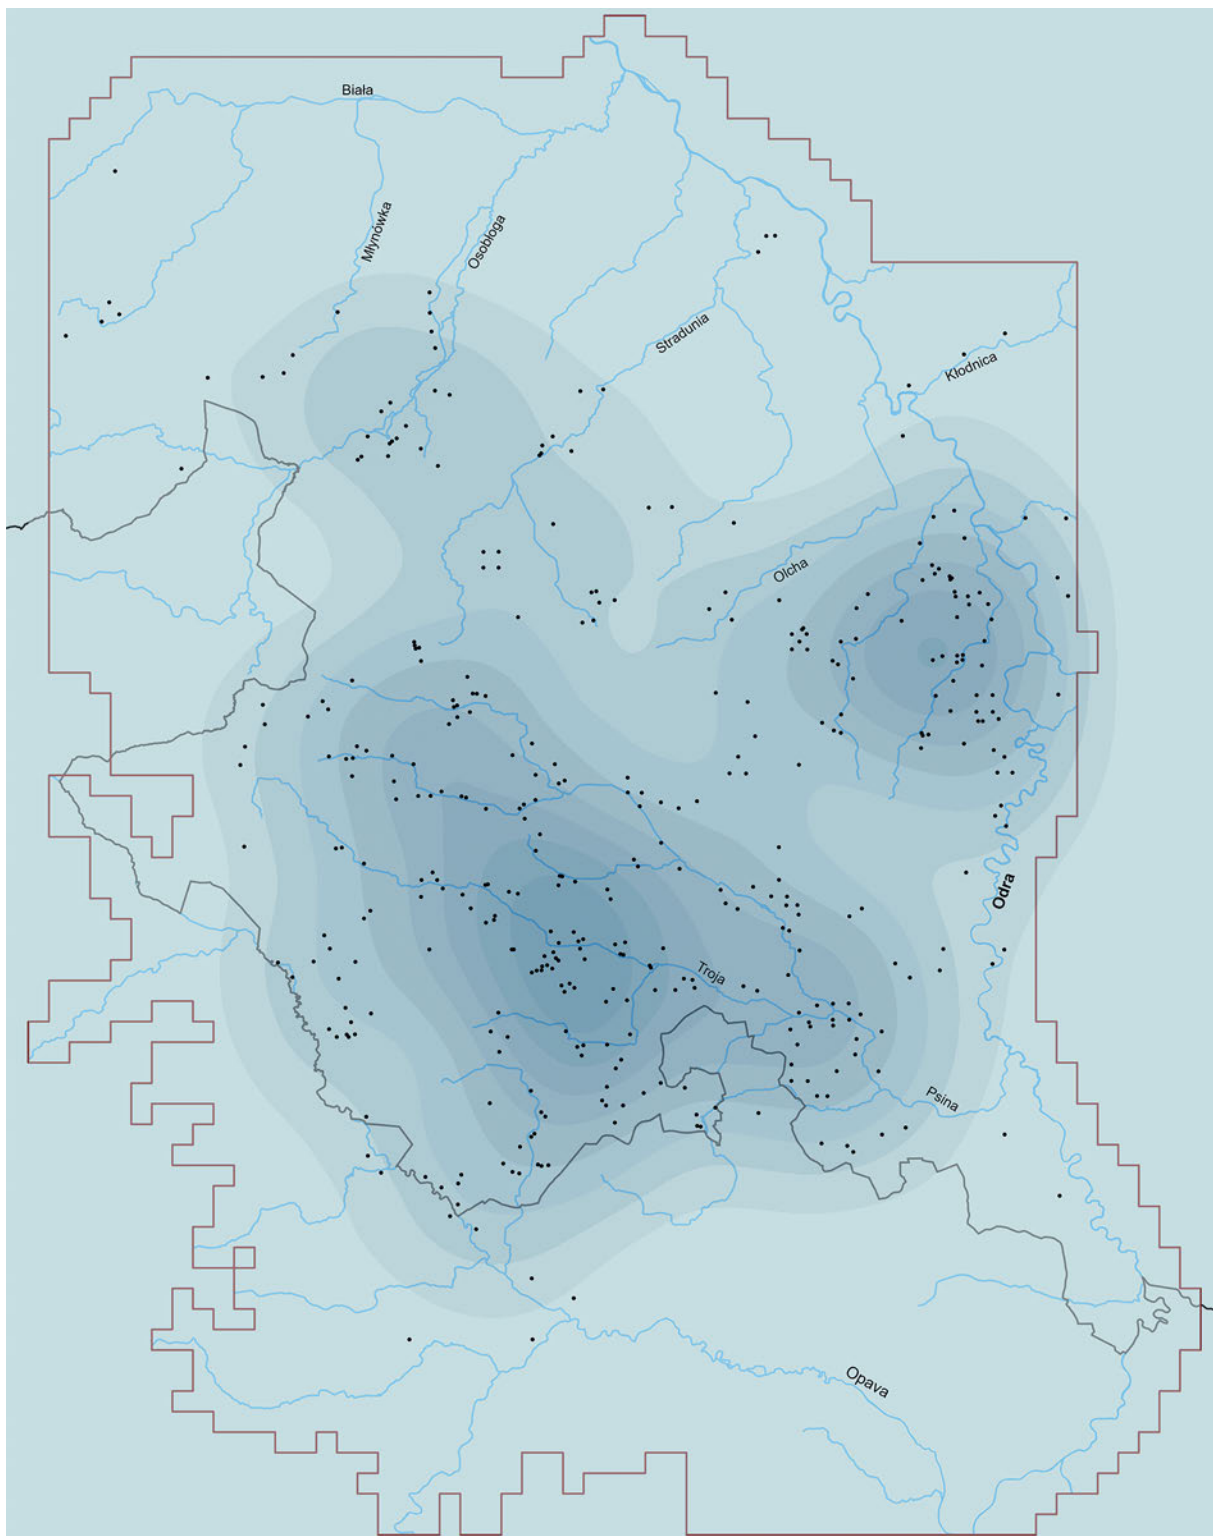 Biała
Młynówka
Osobłoga
Stradunia
Kłodnica
Olcha
Odra
Troja
Psina
Opava